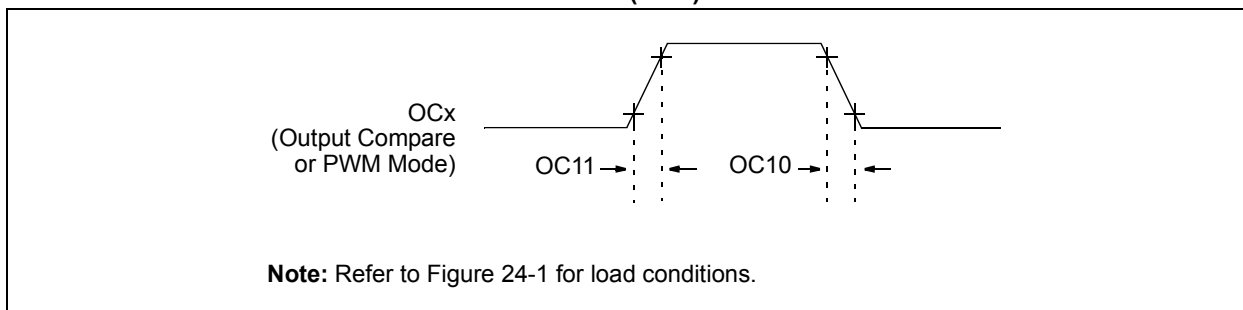 OCx
(Output Compare
or PWM Mode)
OC11
OC10
Note: Refer to Figure 24-1 for load conditions.